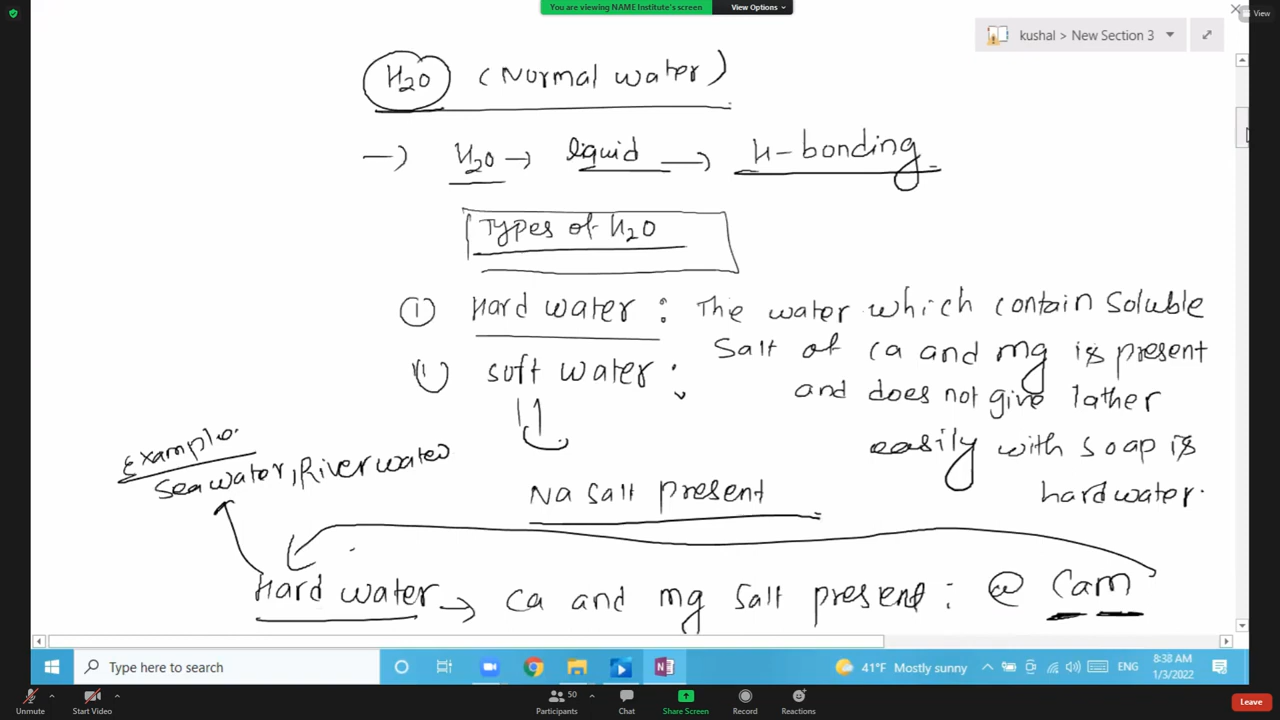 You are viewing NAME Institute's screen
View Options
View
kushal > New Section 3
H2O (Normal water)
→ H2O → liquid → H-bonding
Types of H2O
① Hard water : The water which contain soluble
salt of ca and mg is present
and does not give lather
easily with soap is
hardwater.
soft water :
Na salt present
Example:
Sea water, River water
Hard water → ca and mg salt present : @ Cam
Type here to search
41°F Mostly sunny
ENG
8:38 AM
1/3/2022
Unmute
Start Video
50
Participants
Chat
Share Screen
Record
Reactions
Leave